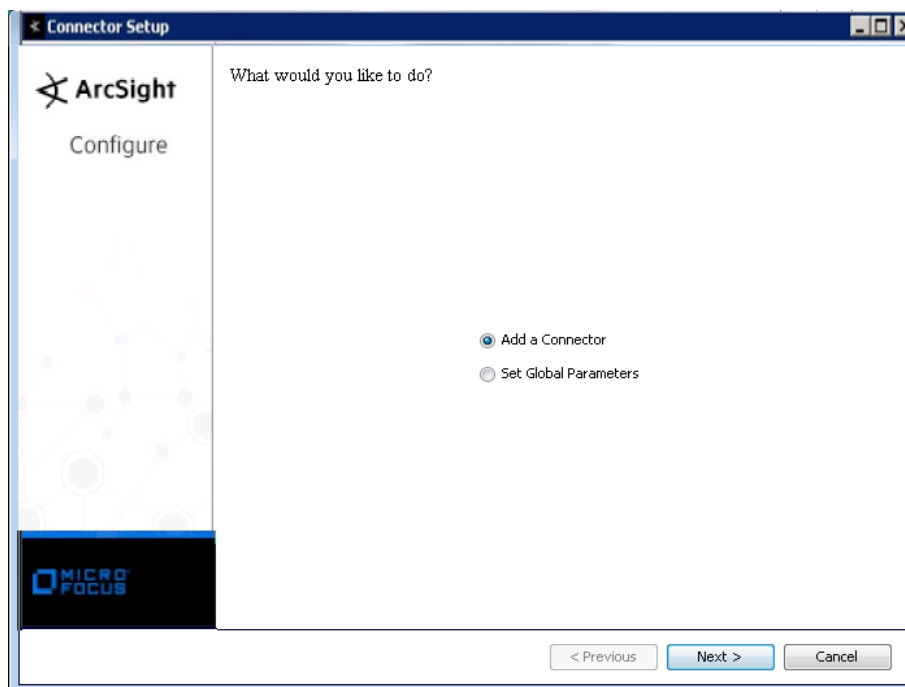 Connector Setup
ArcSight
Configure
What would you like to do?
Add a Connector
Set Global Parameters
MICRO
FOCUS
< Previous
Next >
Cancel